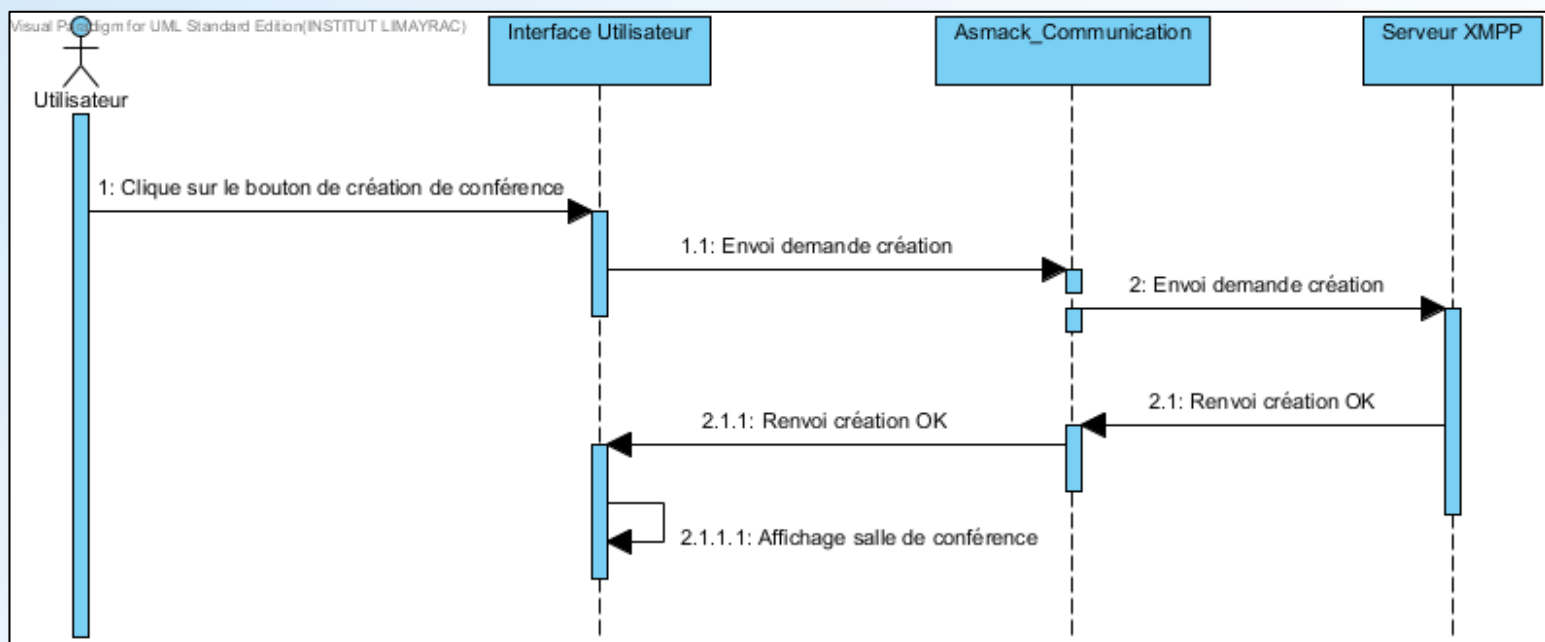 Visual Paradigm for UML Standard Edition(INSTITUT LIMAYRAC)
Utilisateur
Interface Utilisateur
Asmack_Communication
Serveur XMPP
1: Clique sur le bouton de création de conférence
1.1: Envoi demande création
2: Envoi demande création
2.1: Renvoi création OK
2.1.1: Renvoi création OK
2.1.1.1: Affichage salle de conférence